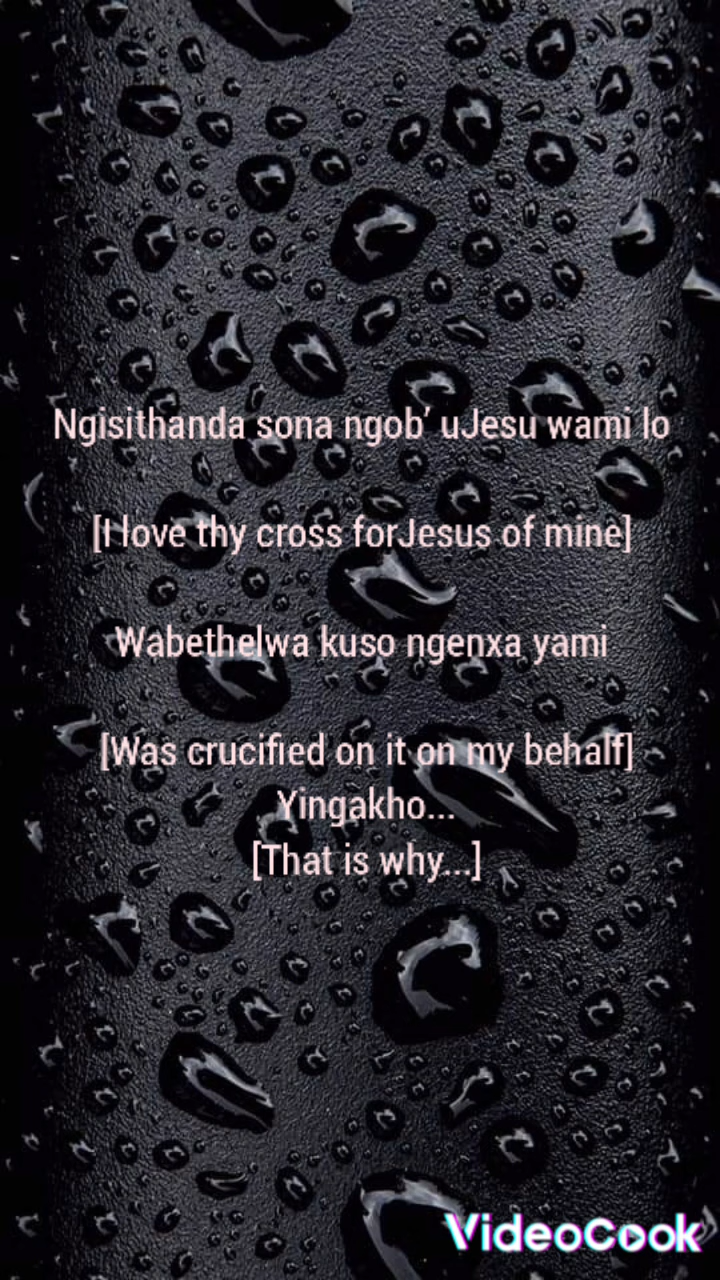 Ngisithanda sona ngob’ uJesu wami lo
[I love thy cross forJesus of mine]
Wabethelwa kuso ngenxa yami
[Was crucified on it on my behalf]
Yingakho...
[That is why...]
VideoCook